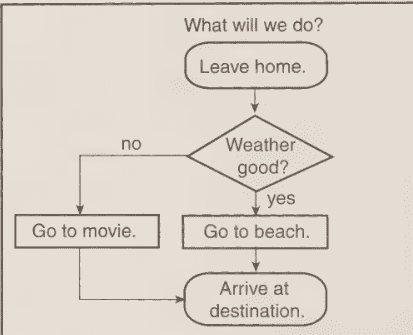 What will we do?
Leave home.
Weather
good?
no
yes
Go to movie.
Go to beach.
Arrive at
destination.